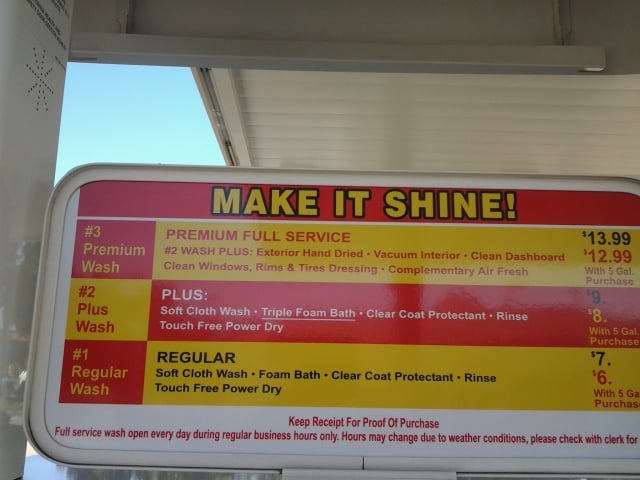 MAKE IT SHINE!
#3
Premium
Wash
PREMIUM FULL SERVICE
#2 WASH PLUS: Exterior Hand Dried • Vacuum Interior • Clean Dashboard
Clean Windows, Rims & Tires Dressing • Complementary Air Fresh
$13.99
$12.99
With 5 Gal.
Purchase
#2
Plus
Wash
PLUS:
Soft Cloth Wash • Triple Foam Bath • Clear Coat Protectant • Rinse
Touch Free Power Dry
$9.
$8.
With 5 Gal.
Purchase
#1
Regular
Wash
REGULAR
Soft Cloth Wash • Foam Bath • Clear Coat Protectant • Rinse
Touch Free Power Dry
$7.
$6.
With 5 Ga
Purchas
Keep Receipt For Proof Of Purchase
Full service wash open every day during regular business hours only. Hours may change due to weather conditions, please check with clerk for